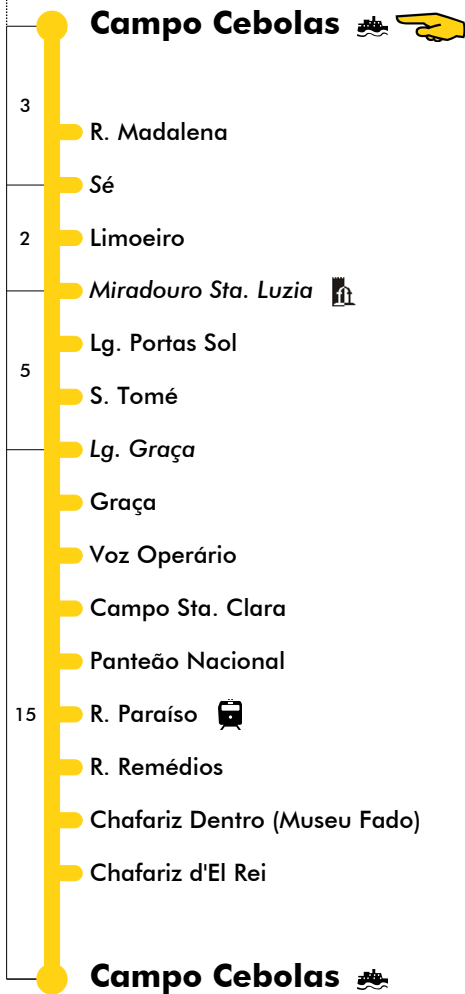 Campo Cebolas
3
R. Madalena
Sé
2
Limoeiro
Miradouro Sta. Luzia
Lg. Portas Sol
5
S. Tomé
Lg. Graça
Graça
Voz Operário
Campo Sta. Clara
Panteão Nacional
15
R. Paraíso
R. Remédios
Chafariz Dentro (Museu Fado)
Chafariz d'El Rei
Campo Cebolas